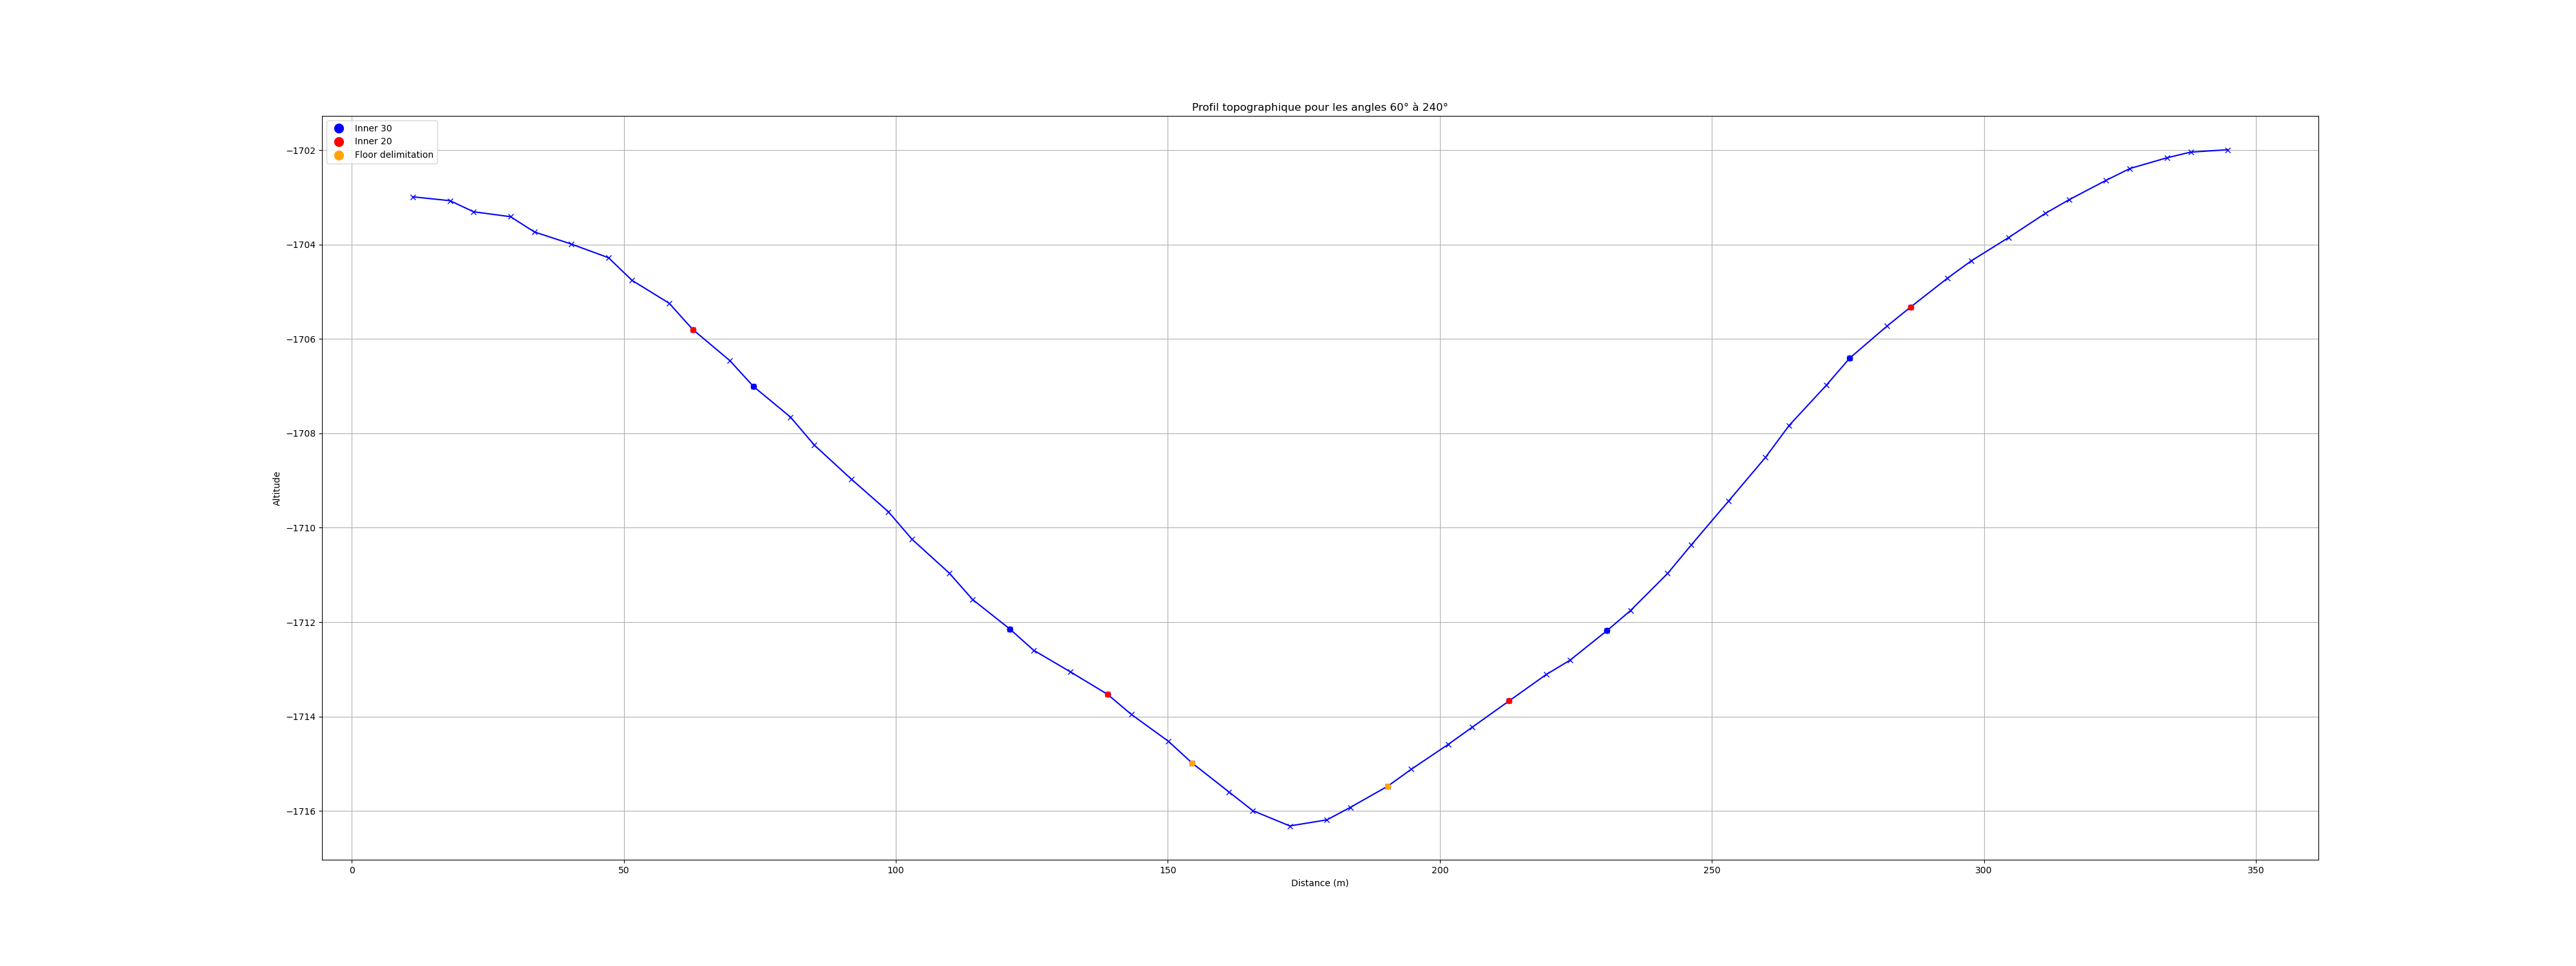 Profil topographique pour les angles 60° à 240°
Inner 30
Inner 20
Floor delimitation
−1702
−1704
−1706
−1708
−1710
−1712
−1714
−1716
Altitude
0 50 100 150 200 250 300 350
Distance (m)